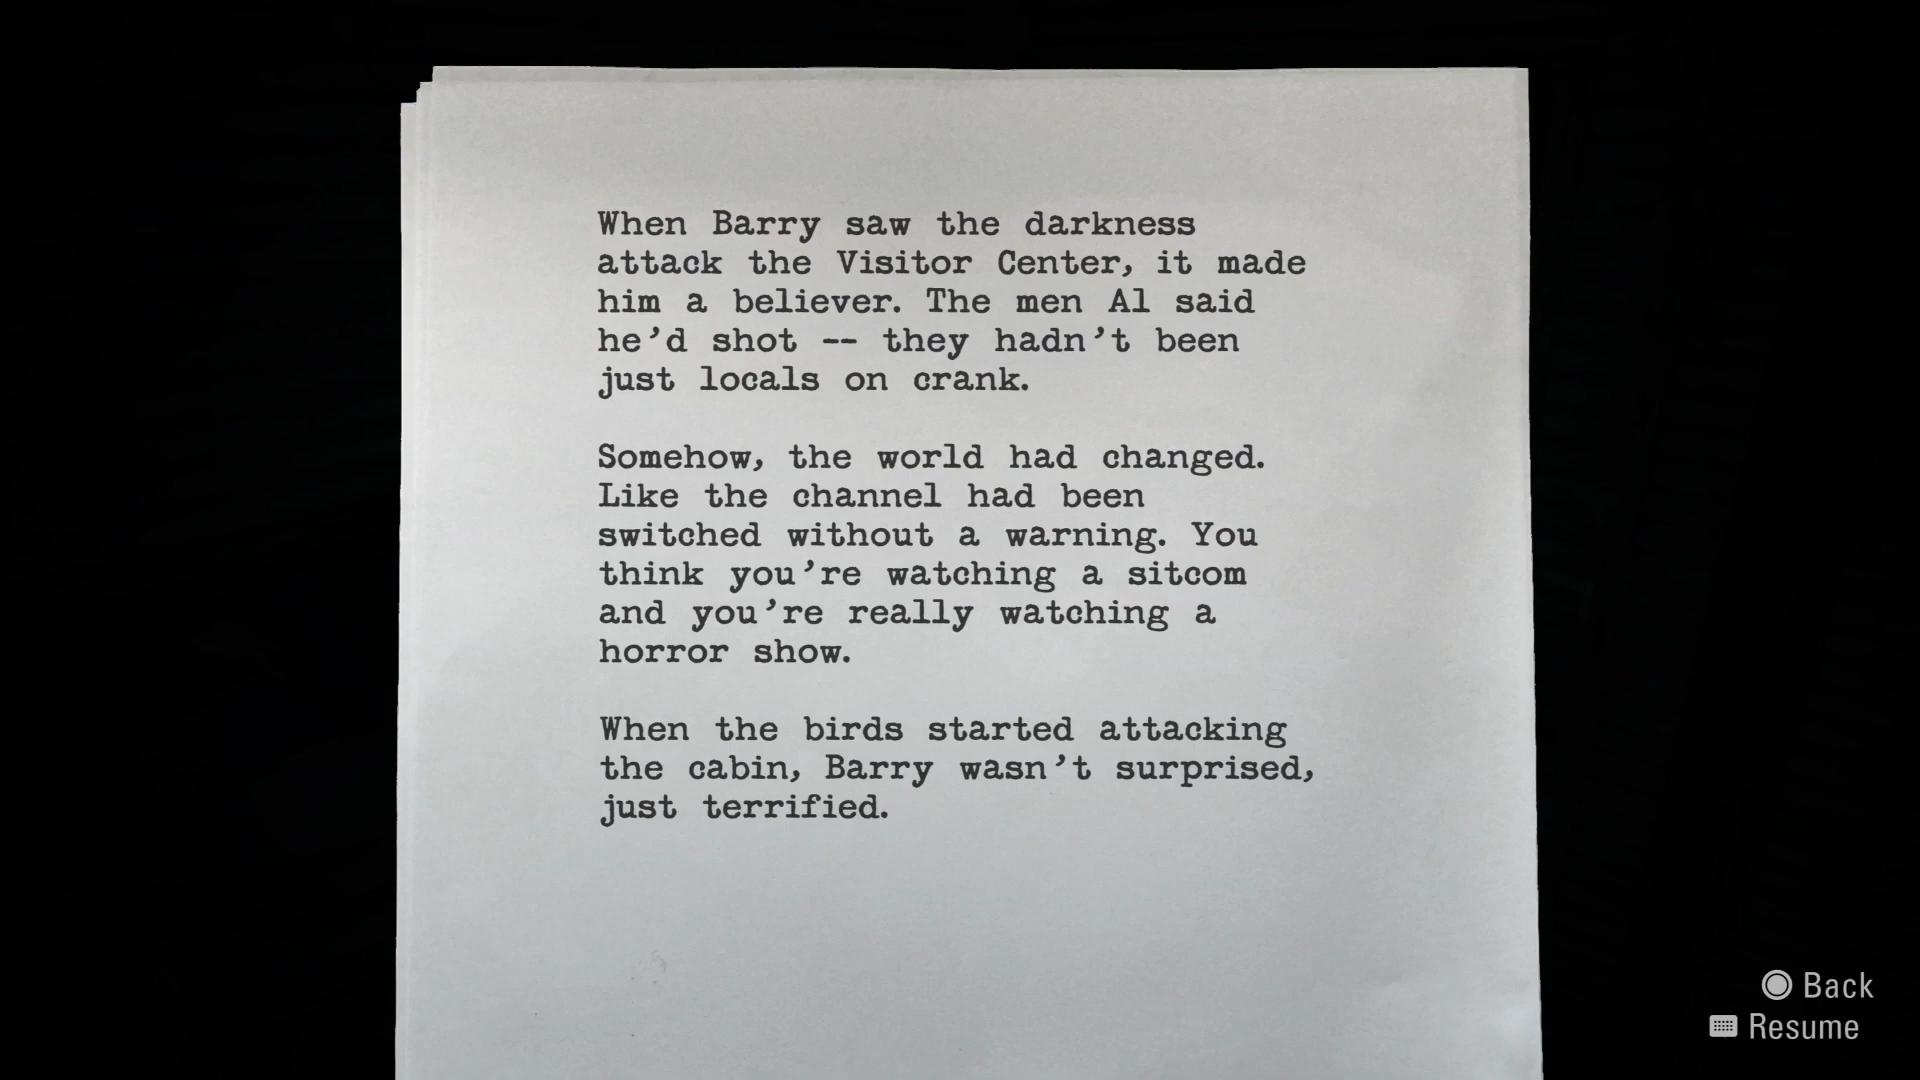 When Barry saw the darkness
attack the Visitor Center, it made
him a believer. The men Al said
he’d shot -- they hadn’t been
just locals on crank.
Somehow, the world had changed.
Like the channel had been
switched without a warning. You
think you’re watching a sitcom
and you’re really watching a
horror show.
When the birds started attacking
the cabin, Barry wasn’t surprised,
just terrified.
Back
Resume